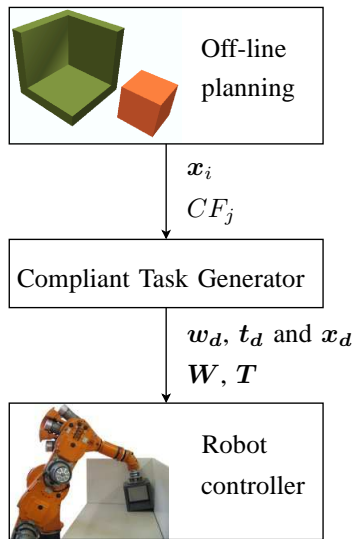 Off-line
planning
x_i
CF_j
Compliant Task Generator
w_d, t_d and x_d
W, T
Robot
controller